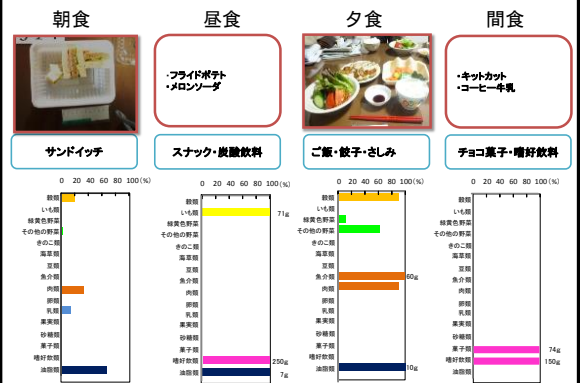 朝食
昼食
夕食
間食
・フライドポテト
・メロンソーダ
・キットカット
・コーヒー牛乳
サンドイッチ
スナック・炭酸飲料
ご飯・餃子・さしみ
チョコ菓子・嗜好飲料
0 20 40 60 80 100(%)
穀類
いも類
緑黄色野菜
その他の野菜
きのこ類
海草類
豆類
魚介類
肉類
卵類
乳類
果実類
砂糖類
菓子類
嗜好飲類
油脂類
0 20 40 60 80 100(%)
穀類
いも類 71g
緑黄色野菜
その他の野菜
きのこ類
海草類
豆類
魚介類
肉類
卵類
乳類
果実類
砂糖類
菓子類
嗜好飲類 250g
油脂類 7g
0 20 40 60 80 100(%)
穀類
いも類
緑黄色野菜
その他の野菜
きのこ類
海草類
豆類
魚介類 60g
肉類
卵類
乳類
果実類
砂糖類
菓子類
嗜好飲類
油脂類 10g
0 20 40 60 80 100(%)
穀類
いも類
緑黄色野菜
その他の野菜
きのこ類
海草類
豆類
魚介類
肉類
卵類
乳類
果実類
砂糖類
菓子類 74g
嗜好飲類 150g
油脂類